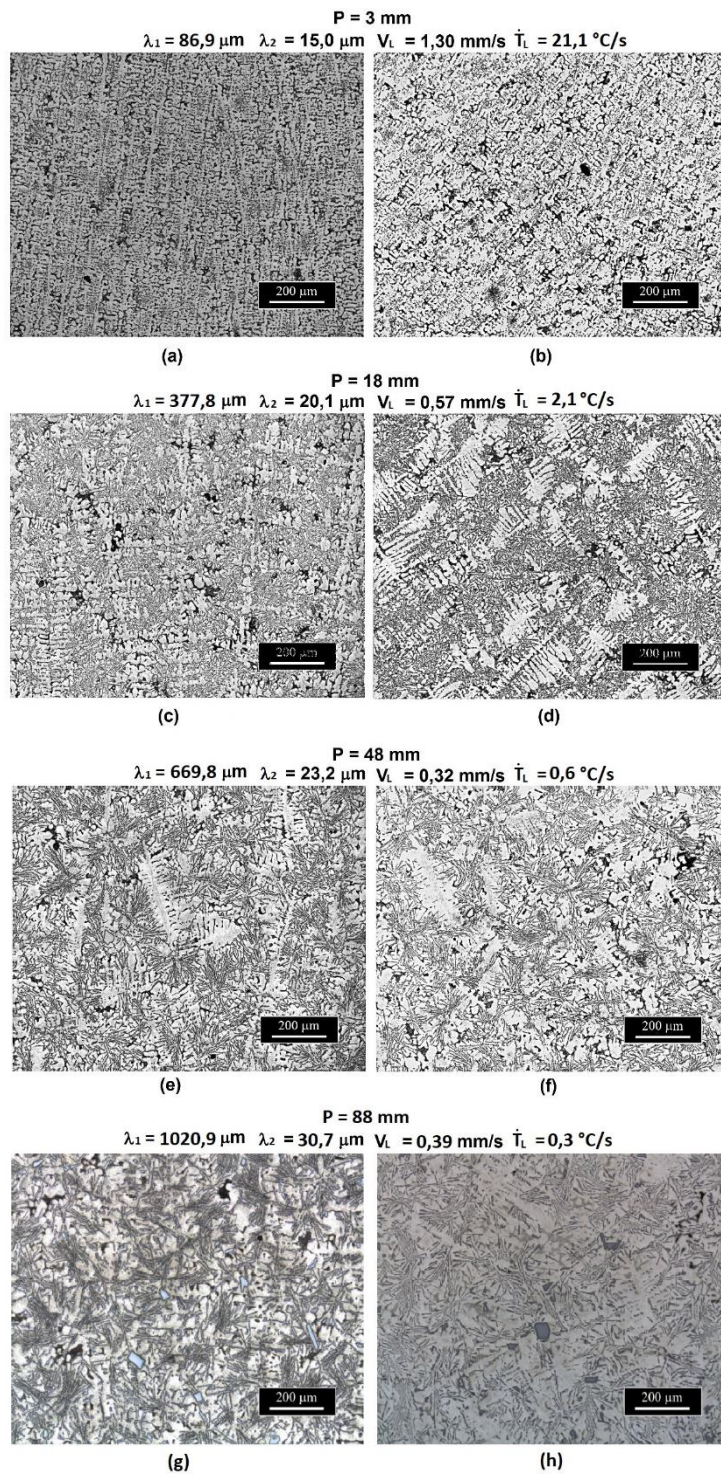 P = 3 mm
λ₁ = 86,9 μm λ₂ = 15,0 μm V_L = 1,30 mm/s Ṫ_L = 21,1 °C/s
200 μm
200 μm
(a)
(b)
P = 18 mm
λ₁ = 377,8 μm λ₂ = 20,1 μm V_L = 0,57 mm/s Ṫ_L = 2,1 °C/s
200 μm
200 μm
(c)
(d)
P = 48 mm
λ₁ = 669,8 μm λ₂ = 23,2 μm V_L = 0,32 mm/s Ṫ_L = 0,6 °C/s
200 μm
200 μm
(e)
(f)
P = 88 mm
λ₁ = 1020,9 μm λ₂ = 30,7 μm V_L = 0,39 mm/s Ṫ_L = 0,3 °C/s
200 μm
200 μm
(g)
(h)